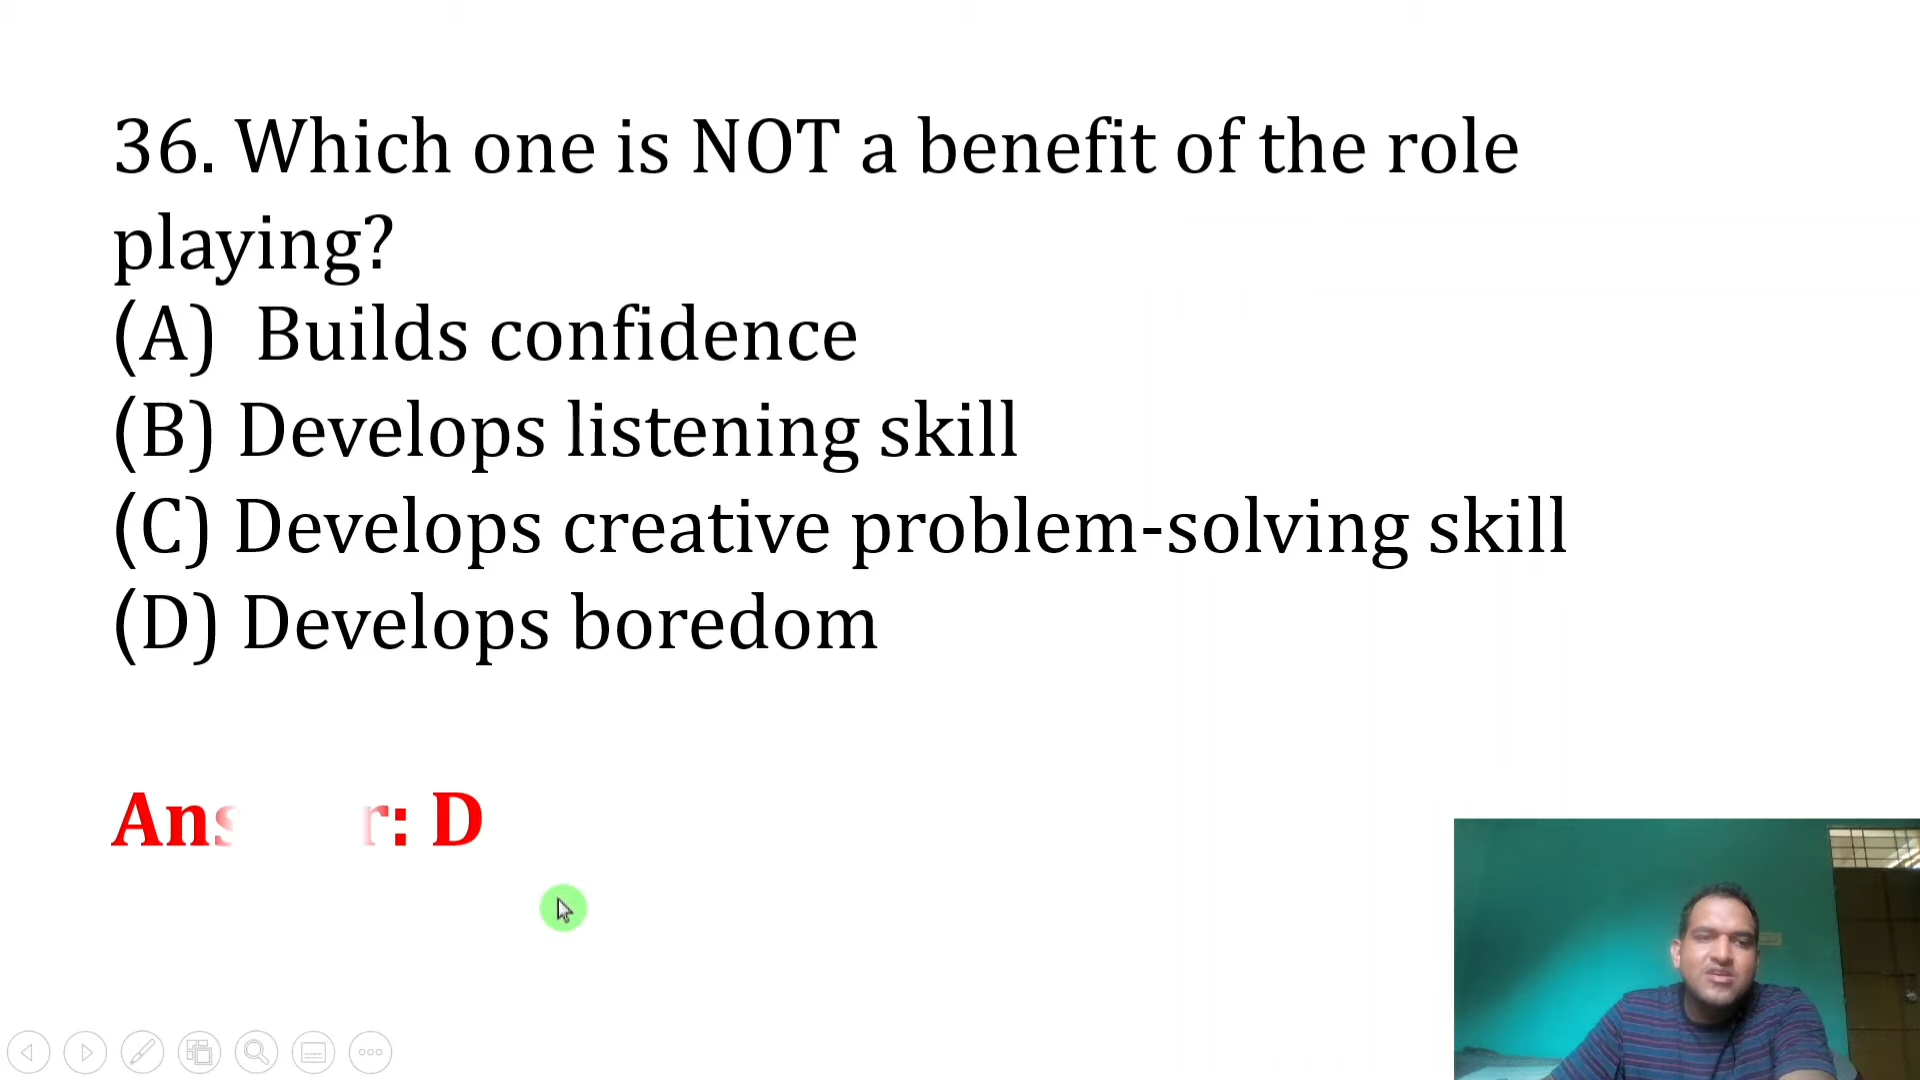 36. Which one is NOT a benefit of the role
playing?
(A) Builds confidence
(B) Develops listening skill
(C) Develops creative problem-solving skill
(D) Develops boredom
Ans r: D